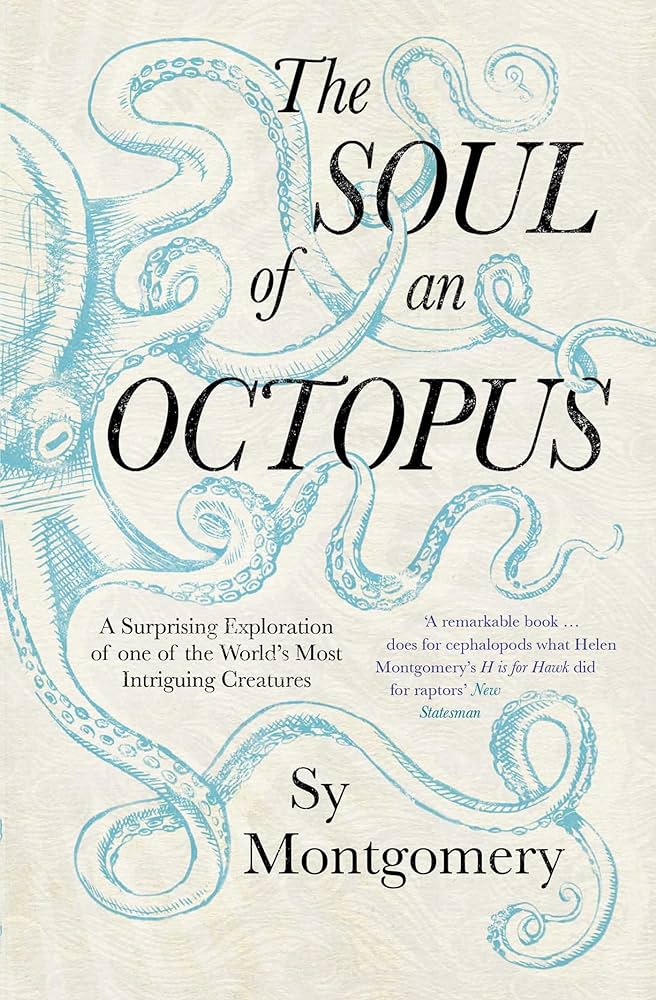 The
SOUL
of an
OCTOPUS
A Surprising Exploration
of one of the World's Most
Intriguing Creatures
'A remarkable book ...
does for cephalopods what Helen
Montgomery's H is for Hawk did
for raptors' New
Statesman
Sy
Montgomery